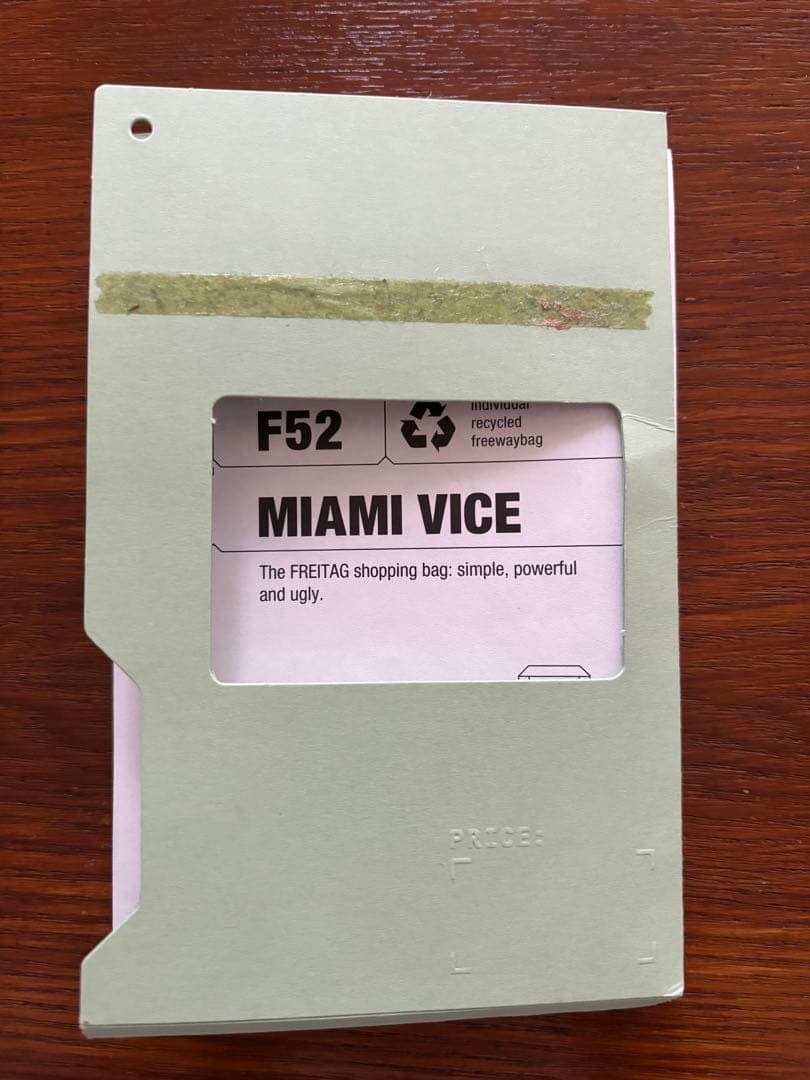 F52
individual
recycled
freewaybag
MIAMI VICE
The FREITAG shopping bag: simple, powerful
and ugly.
PRICE: